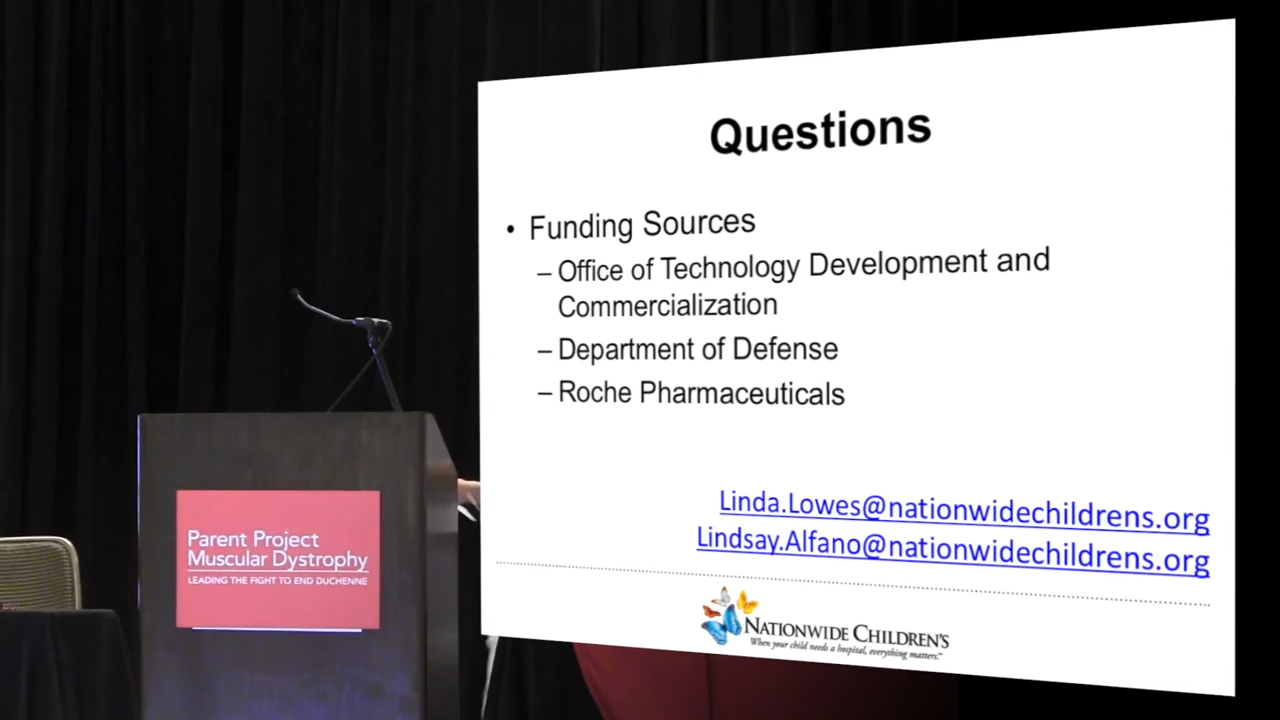 Questions
• Funding Sources
– Office of Technology Development and
Commercialization
– Department of Defense
– Roche Pharmaceuticals
Linda.Lowes@nationwidechildrens.org
Lindsay.Alfano@nationwidechildrens.org
NATIONWIDE CHILDREN'S
When your child needs a hospital, everything matters.™
Parent Project
Muscular Dystrophy
LEADING THE FIGHT TO END DUCHENNE